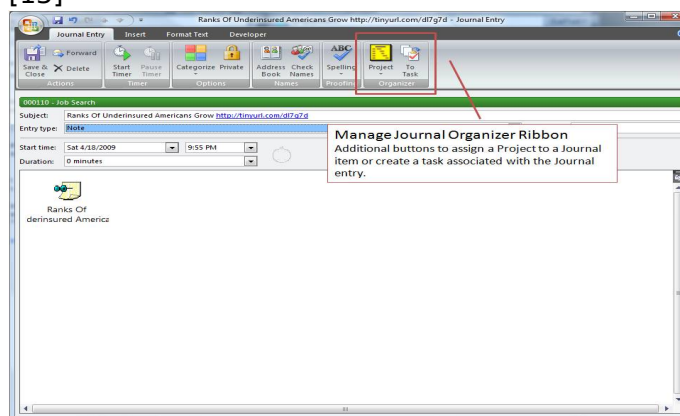 [15]
Ranks Of Underinsured Americans Grow http://tinyurl.com/dl7g7d - Journal Entry
Journal Entry Insert Format Text Developer
Save & Close
Forward
Delete
Start Timer
Pause Timer
Categorize
Private
Address Book
Check Names
ABC
Spelling
Project
To Task
Actions Timer Options Names Proofing Organizer
000110 - Job Search
Subject: Ranks Of Underinsured Americans Grow http://tinyurl.com/dl7g7d
Entry type: Note
Start time: Sat 4/18/2009 9:55 PM
Duration: 0 minutes
Manage Journal Organizer Ribbon
Additional buttons to assign a Project to a Journal
item or create a task associated with the Journal
entry.
Ranks Of
derinsured America